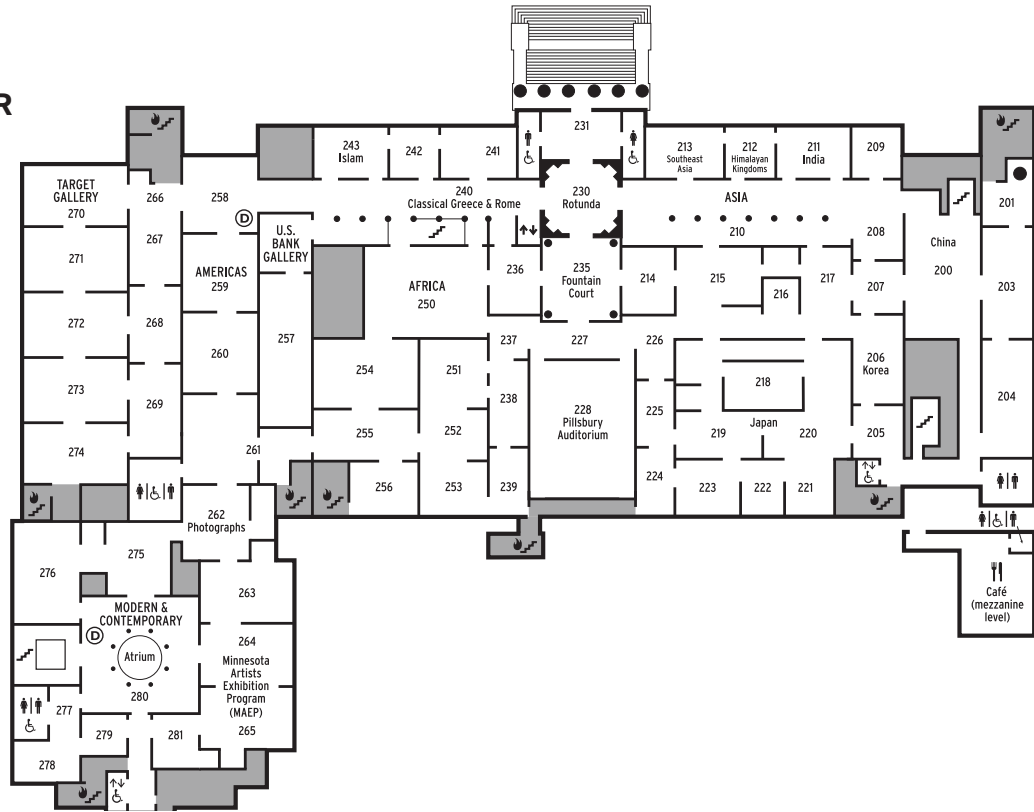 R
231
243
Islam
242
241
213
Southeast
Asia
212
Himalayan
Kingdoms
211
India
209
TARGET
GALLERY
270
266
258
240
Classical Greece & Rome
230
Rotunda
ASIA
210
201
D
U.S.
BANK
GALLERY
208
China
200
271
267
AMERICAS
259
AFRICA
250
236
235
Fountain
Court
214
215
216
217
207
203
272
268
260
257
237
227
226
206
Korea
273
269
254
251
238
228
Pillsbury
Auditorium
225
218
Japan
219
220
204
205
274
261
255
252
256
253
239
224
223
222
221
262
Photographs
276
275
263
Café
(mezzanine
level)
MODERN &
CONTEMPORARY
D
Atrium
280
264
Minnesota
Artists
Exhibition
Program
(MAEP)
265
277
279
281
278